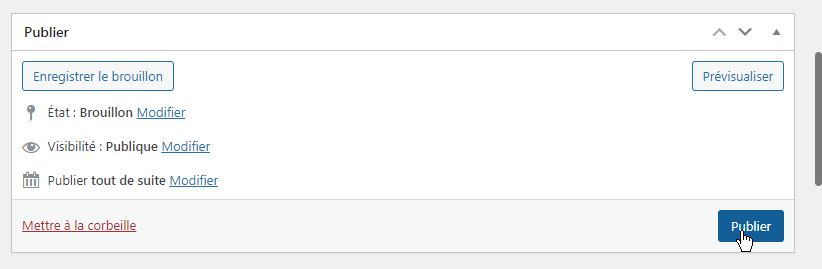 Publier
Enregistrer le brouillon
Prévisualiser
État : Brouillon Modifier
Visibilité : Publique Modifier
Publier tout de suite Modifier
Mettre à la corbeille
Publier